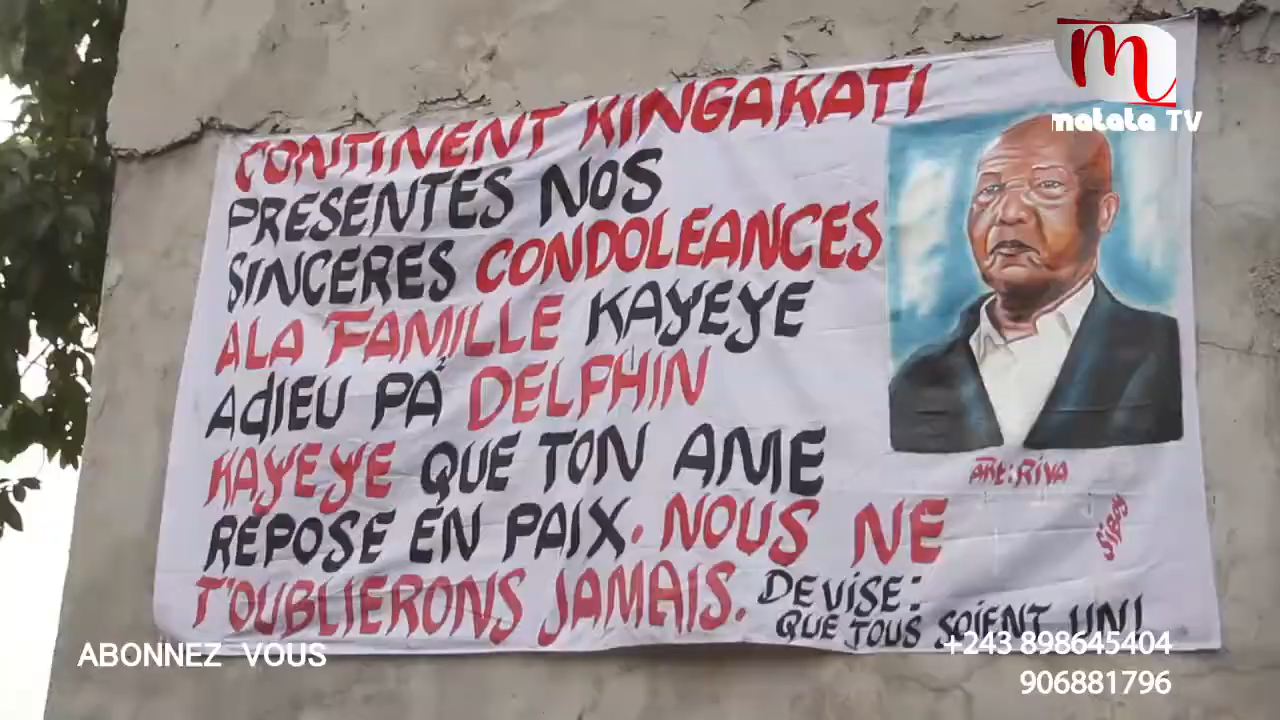 CONTINENT KINGAKATI
PRESENTES NOS
SINCERES CONDOLEANCES
ALA FAMILLE KAYEYE
ADIEU PA DELPHIN
KAYEYE QUE TON AME
REPOSE EN PAIX. NOUS NE
T'OUBLIERONS JAMAIS. DEVISE:
QUE TOUS SOIENT UNI
ART: RIVA
m
matata TV
ABONNEZ VOUS
+243 898645404
906881796